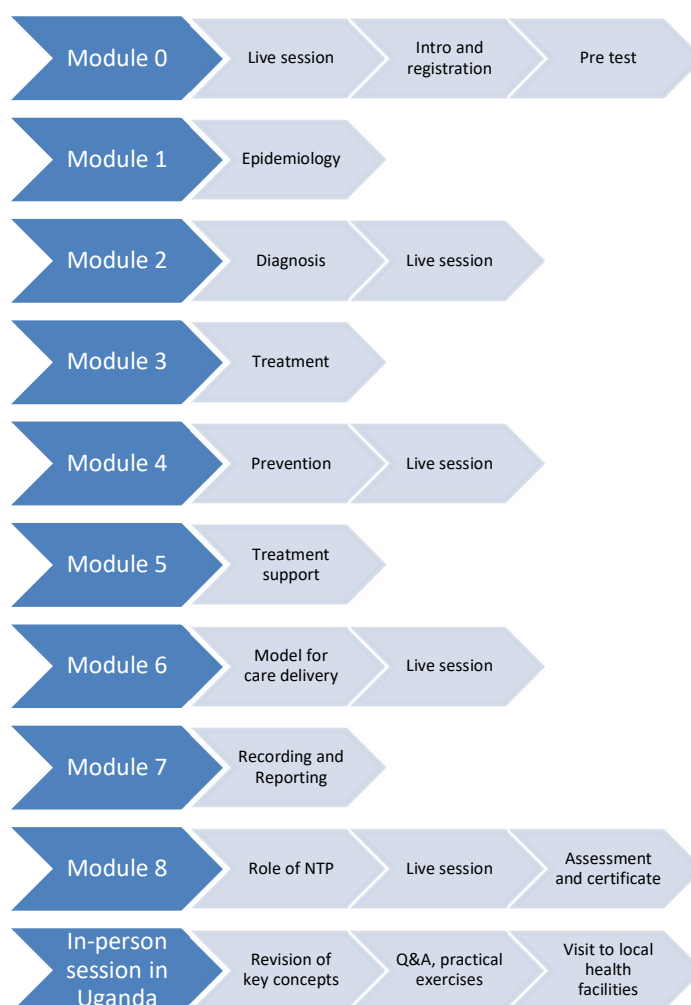 Module 0
Live session
Intro and
registration
Pre test
Module 1
Epidemiology
Module 2
Diagnosis
Live session
Module 3
Treatment
Module 4
Prevention
Live session
Module 5
Treatment
support
Module 6
Model for
care delivery
Live session
Module 7
Recording and
Reporting
Module 8
Role of NTP
Live session
Assessment
and certificate
In-person
session in
Uganda
Revision of
key concepts
Q&A, practical
exercises
Visit to local
health
facilities